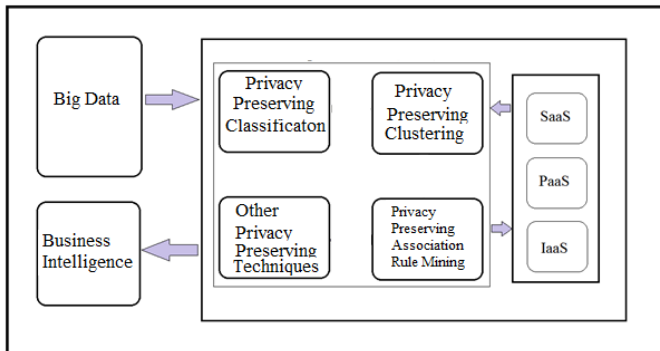 Big Data
Privacy
Preserving
Classificaton
Privacy
Preserving
Clustering
SaaS
PaaS
IaaS
Business
Intelligence
Other
Privacy
Preserving
Techniques
Privacy
Preserving
Association
Rule Mining